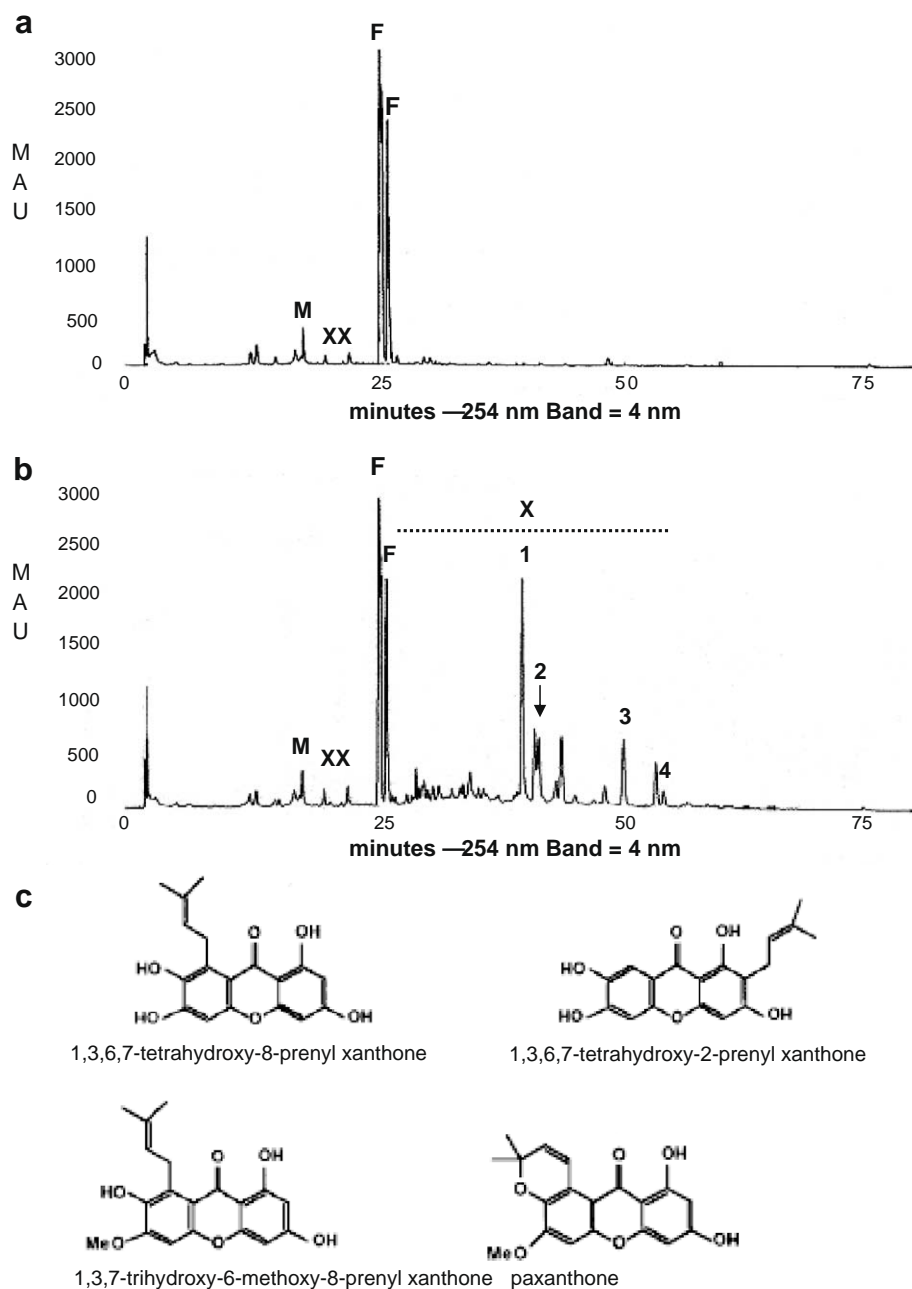 a
F
3000
2500
F
M
A
U
2000
1500
1000
500
M
XX
0
0 25 50 75
minutes —254 nm Band = 4 nm
b
F
X
3000
2500
F
1
M
A
U
2000
1500
2
1000
3
500
M
XX
4
0
0 25 50 75
minutes —254 nm Band = 4 nm
c
O OH
HO
HO O OH
1,3,6,7-tetrahydroxy-8-prenyl xanthone
O OH
HO
HO O OH
1,3,6,7-tetrahydroxy-2-prenyl xanthone
O OH
HO
MeO O OH
1,3,7-trihydroxy-6-methoxy-8-prenyl xanthone
O OH
O
MeO O OH
paxanthone